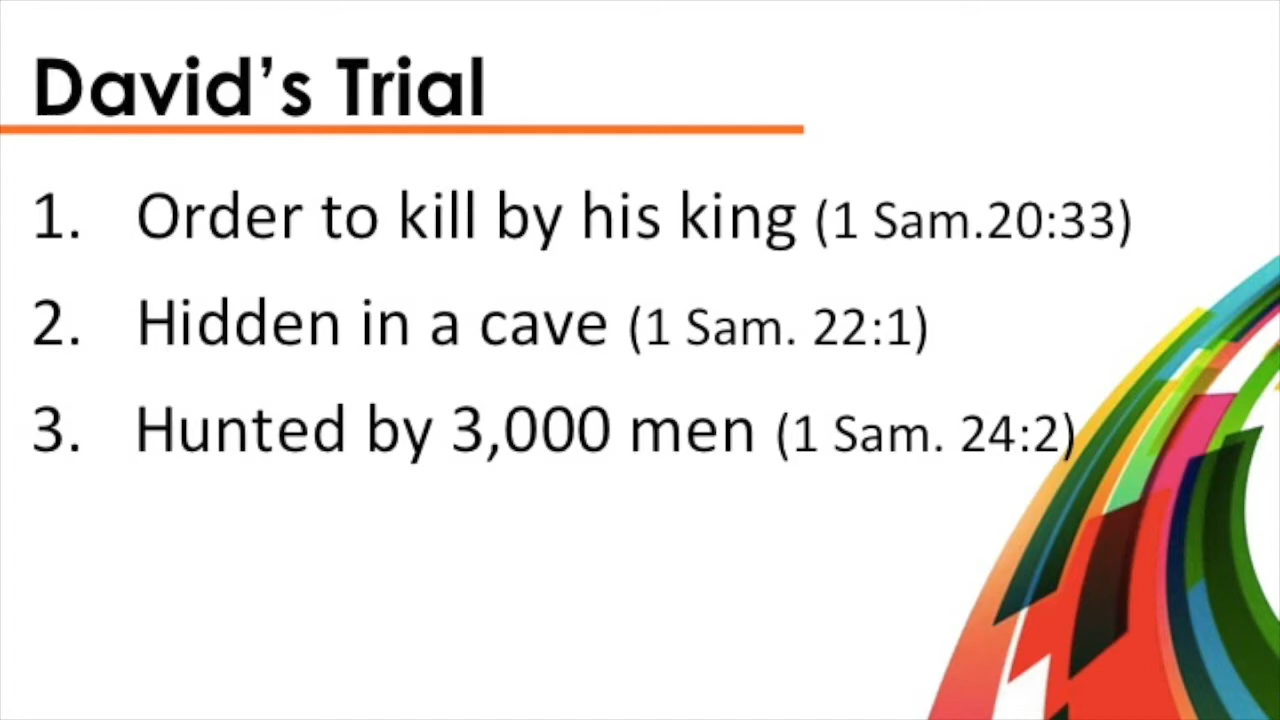 David’s Trial
1. Order to kill by his king (1 Sam.20:33)
2. Hidden in a cave (1 Sam. 22:1)
3. Hunted by 3,000 men (1 Sam. 24:2)